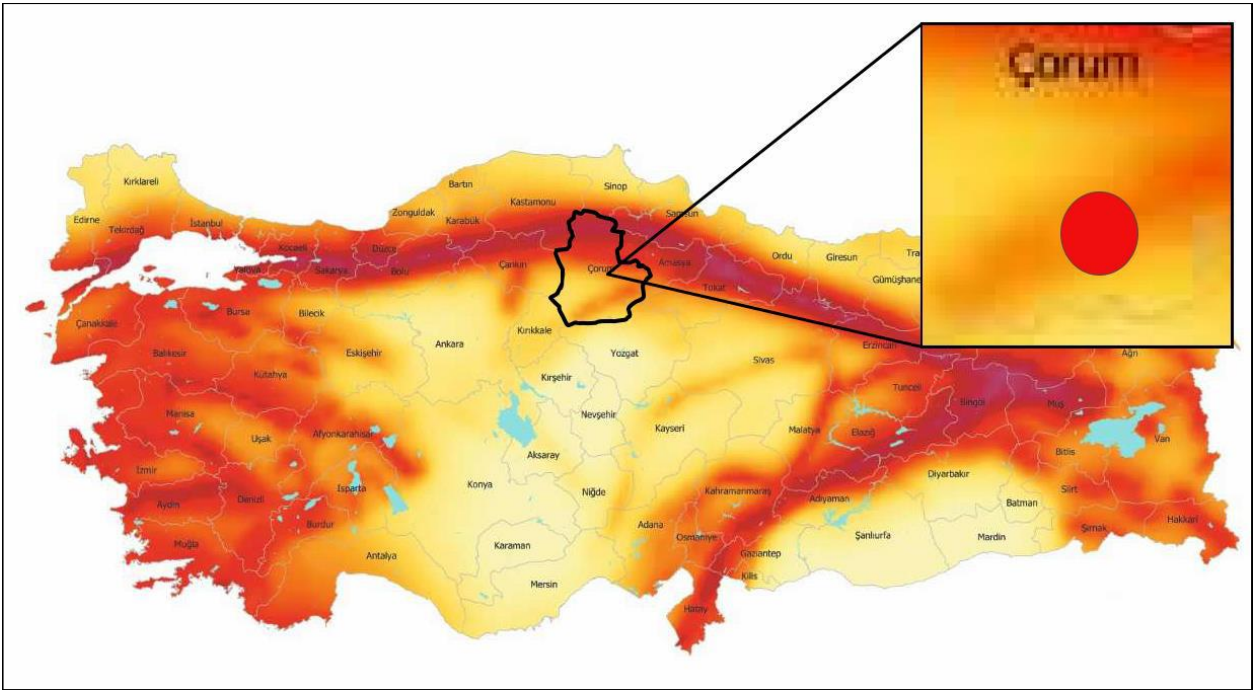 Çorum
Kırklareli
Edirne
Tekirdağ
İstanbul
Kocaeli
Yalova
Sakarya
Düzce
Bolu
Zonguldak
Bartın
Karabük
Kastamonu
Sinop
Samsun
Çankırı
Çorum
Amasya
Tokat
Ordu
Giresun
Tra
Gümüşhane
Çanakkale
Bursa
Bilecik
Balıkesir
Kütahya
Eskişehir
Ankara
Kırıkkale
Yozgat
Sivas
Erzincan
Ağrı
Kırşehir
Tunceli
Bingöl
Muş
Manisa
Uşak
Afyonkarahisar
Nevşehir
Kayseri
Malatya
Elazığ
Van
Bitlis
İzmir
Aksaray
Konya
Niğde
Isparta
Kahramanmaraş
Adıyaman
Diyarbakır
Batman
Siirt
Aydın
Denizli
Burdur
Adana
Osmaniye
Gaziantep
Şanlıurfa
Mardin
Şırnak
Hakkari
Muğla
Antalya
Karaman
Mersin
Kilis
Hatay